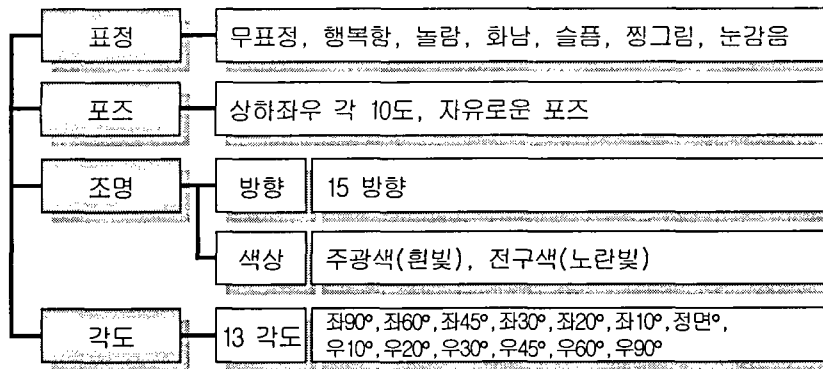 표정 무표정, 행복함, 놀람, 화남, 슬픔, 찡그림, 눈감음
포즈 상하좌우 각 10도, 자유로운 포즈
조명 방향 15 방향
색상 주광색(흰빛), 전구색(노란빛)
각도 13 각도 좌90°,좌60°,좌45°,좌30°,좌20°,좌10°,정면°,
우10°,우20°,우30°,우45°,우60°,우90°